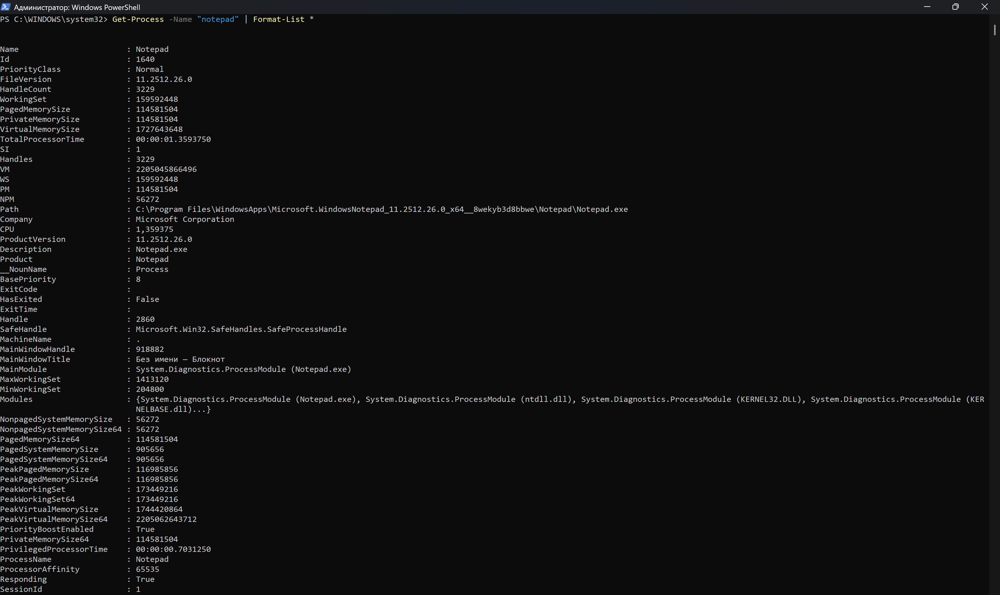 Администратор: Windows PowerShell
PS C:\WINDOWS\system32> Get-Process -Name "notepad" | Format-List *
Name : Notepad
Id : 1640
PriorityClass : Normal
FileVersion : 11.2512.26.0
HandleCount : 3229
WorkingSet : 159592448
PagedMemorySize : 114581504
PrivateMemorySize : 114581504
VirtualMemorySize : 1727643648
TotalProcessorTime : 00:00:01.3593750
SI : 1
Handles : 3229
VM : 2205045866496
WS : 159592448
PM : 114581504
NPM : 56272
Path : C:\Program Files\WindowsApps\Microsoft.WindowsNotepad_11.2512.26.0_x64__8wekyb3d8bbwe\Notepad\Notepad.exe
Company : Microsoft Corporation
CPU : 1,359375
ProductVersion : 11.2512.26.0
Description : Notepad.exe
Product : Notepad
__NounName : Process
BasePriority : 8
ExitCode :
HasExited : False
ExitTime :
Handle : 2860
SafeHandle : Microsoft.Win32.SafeHandles.SafeProcessHandle
MachineName : .
MainWindowHandle : 918882
MainWindowTitle : Без имени – Блокнот
MainModule : System.Diagnostics.ProcessModule (Notepad.exe)
MaxWorkingSet : 1413120
MinWorkingSet : 204800
Modules : {System.Diagnostics.ProcessModule (Notepad.exe), System.Diagnostics.ProcessModule (ntdll.dll), System.Diagnostics.ProcessModule (KERNEL32.DLL), System.Diagnostics.ProcessModule (KER
NELBASE.dll)...}
NonpagedSystemMemorySize : 56272
NonpagedSystemMemorySize64 : 56272
PagedMemorySize64 : 114581504
PagedSystemMemorySize : 905656
PagedSystemMemorySize64 : 905656
PeakPagedMemorySize : 116985856
PeakPagedMemorySize64 : 116985856
PeakWorkingSet : 173449216
PeakWorkingSet64 : 173449216
PeakVirtualMemorySize : 1744420864
PeakVirtualMemorySize64 : 2205062643712
PriorityBoostEnabled : True
PrivateMemorySize64 : 114581504
PrivilegedProcessorTime : 00:00:00.7031250
ProcessName : Notepad
ProcessorAffinity : 65535
Responding : True
SessionId : 1